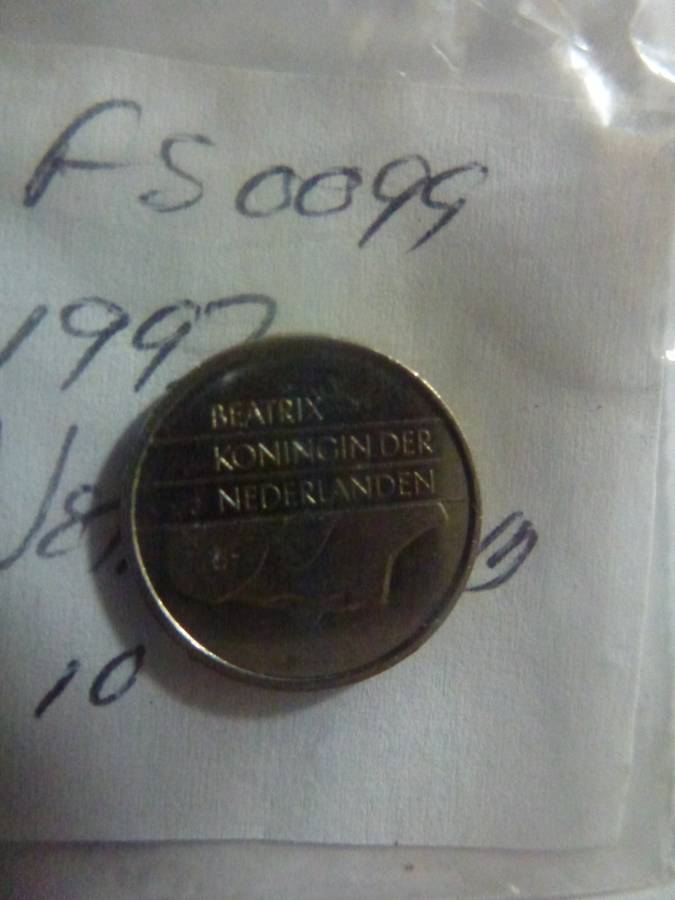 FS0099
1997
BEATRIX
KONINGIN DER
NEDERLANDEN
10